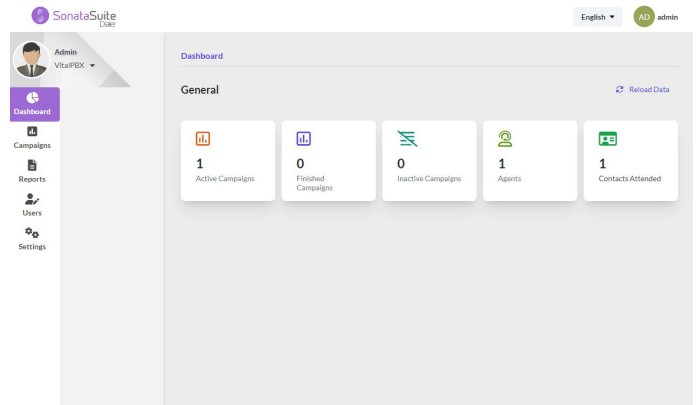 SonataSuite
Dialer
English
AD
admin
Admin
VitalPBX
Dashboard
Campaigns
Reports
Users
Settings
Dashboard
General
Reload Data
1
Active Campaigns
0
Finished
Campaigns
0
Inactive Campaigns
1
Agents
1
Contacts Attended